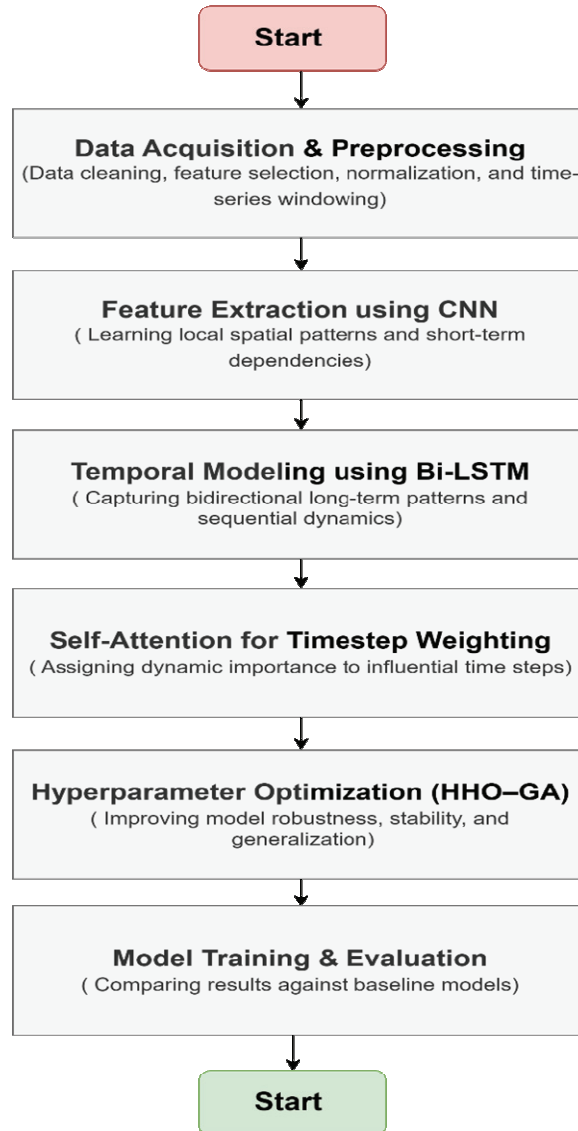 Start
Data Acquisition & Preprocessing
(Data cleaning, feature selection, normalization, and time-
series windowing)
Feature Extraction using CNN
( Learning local spatial patterns and short-term
dependencies)
Temporal Modeling using Bi-LSTM
( Capturing bidirectional long-term patterns and
sequential dynamics)
Self-Attention for Timestep Weighting
( Assigning dynamic importance to influential time steps)
Hyperparameter Optimization (HHO–GA)
( Improving model robustness, stability, and
generalization)
Model Training & Evaluation
( Comparing results against baseline models)
Start